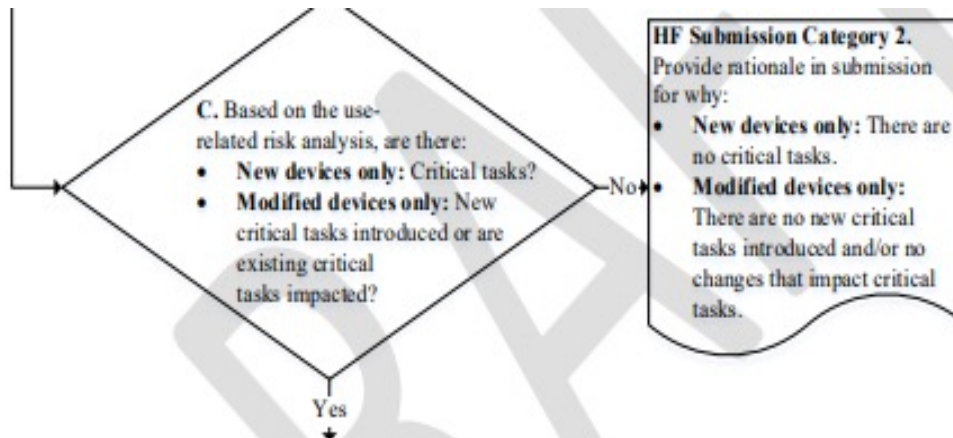 C. Based on the use-
related risk analysis, are there:
• New devices only: Critical tasks?
• Modified devices only: New
critical tasks introduced or are
existing critical
tasks impacted?
No
Yes
HF Submission Category 2.
Provide rationale in submission
for why:
• New devices only: There are
no critical tasks.
• Modified devices only:
There are no new critical
tasks introduced and/or no
changes that impact critical
tasks.